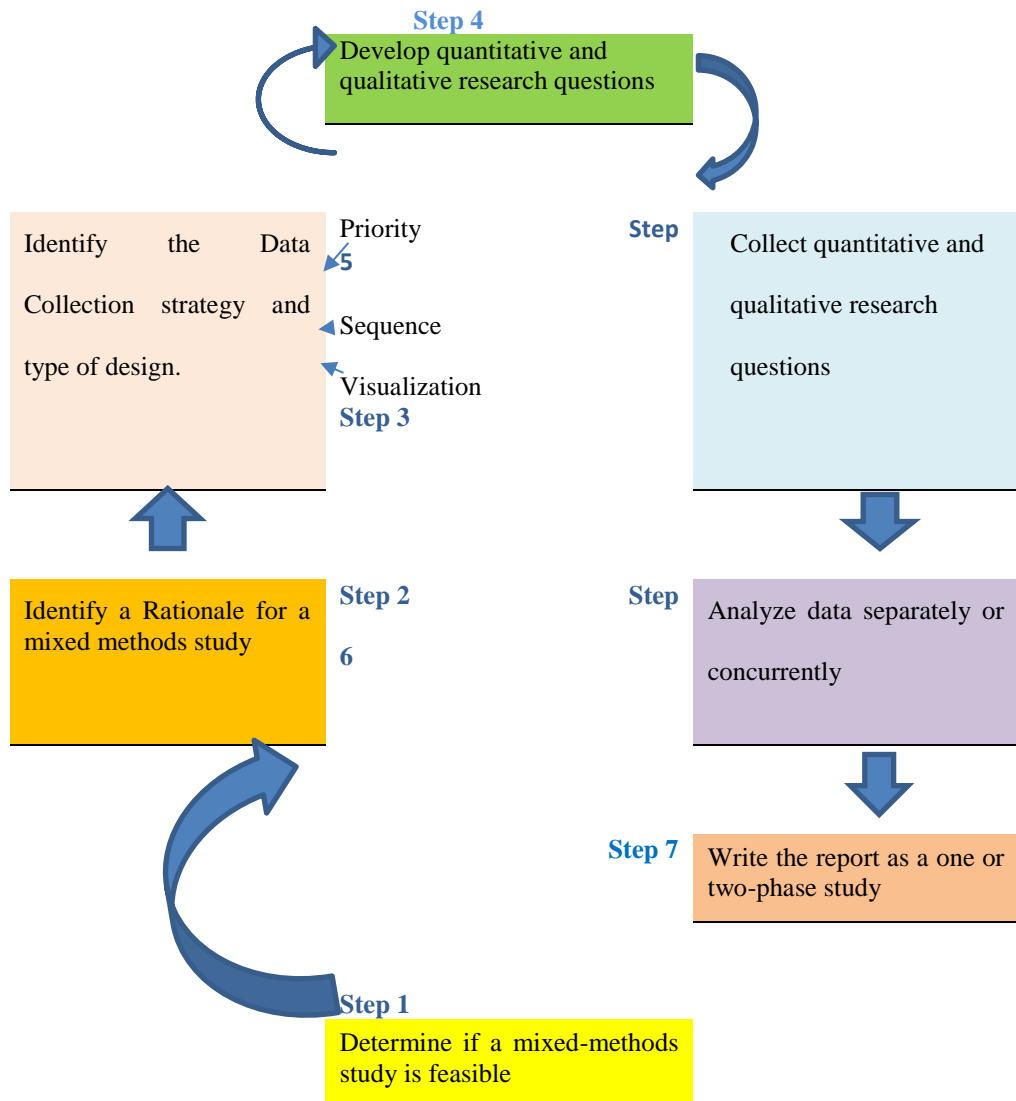 Step 4
Develop quantitative and
qualitative research questions
Identify the Data
Collection strategy and
type of design.
Priority
Step
5
Sequence
Visualization
Step 3
Collect quantitative and
qualitative research
questions
Identify a Rationale for a
mixed methods study
Step 2
Step
6
Analyze data separately or
concurrently
Step 7
Write the report as a one or
two-phase study
Step 1
Determine if a mixed-methods
study is feasible